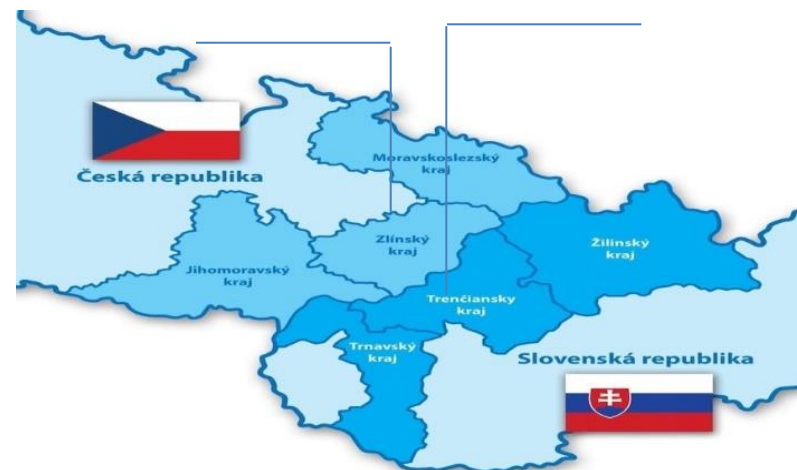 Moravskoslezský
kraj
Česká republika
Zlínský
kraj
Žilinský
kraj
Jihomoravský
kraj
Trenčiansky
kraj
Trnavský
kraj
Slovenská republika